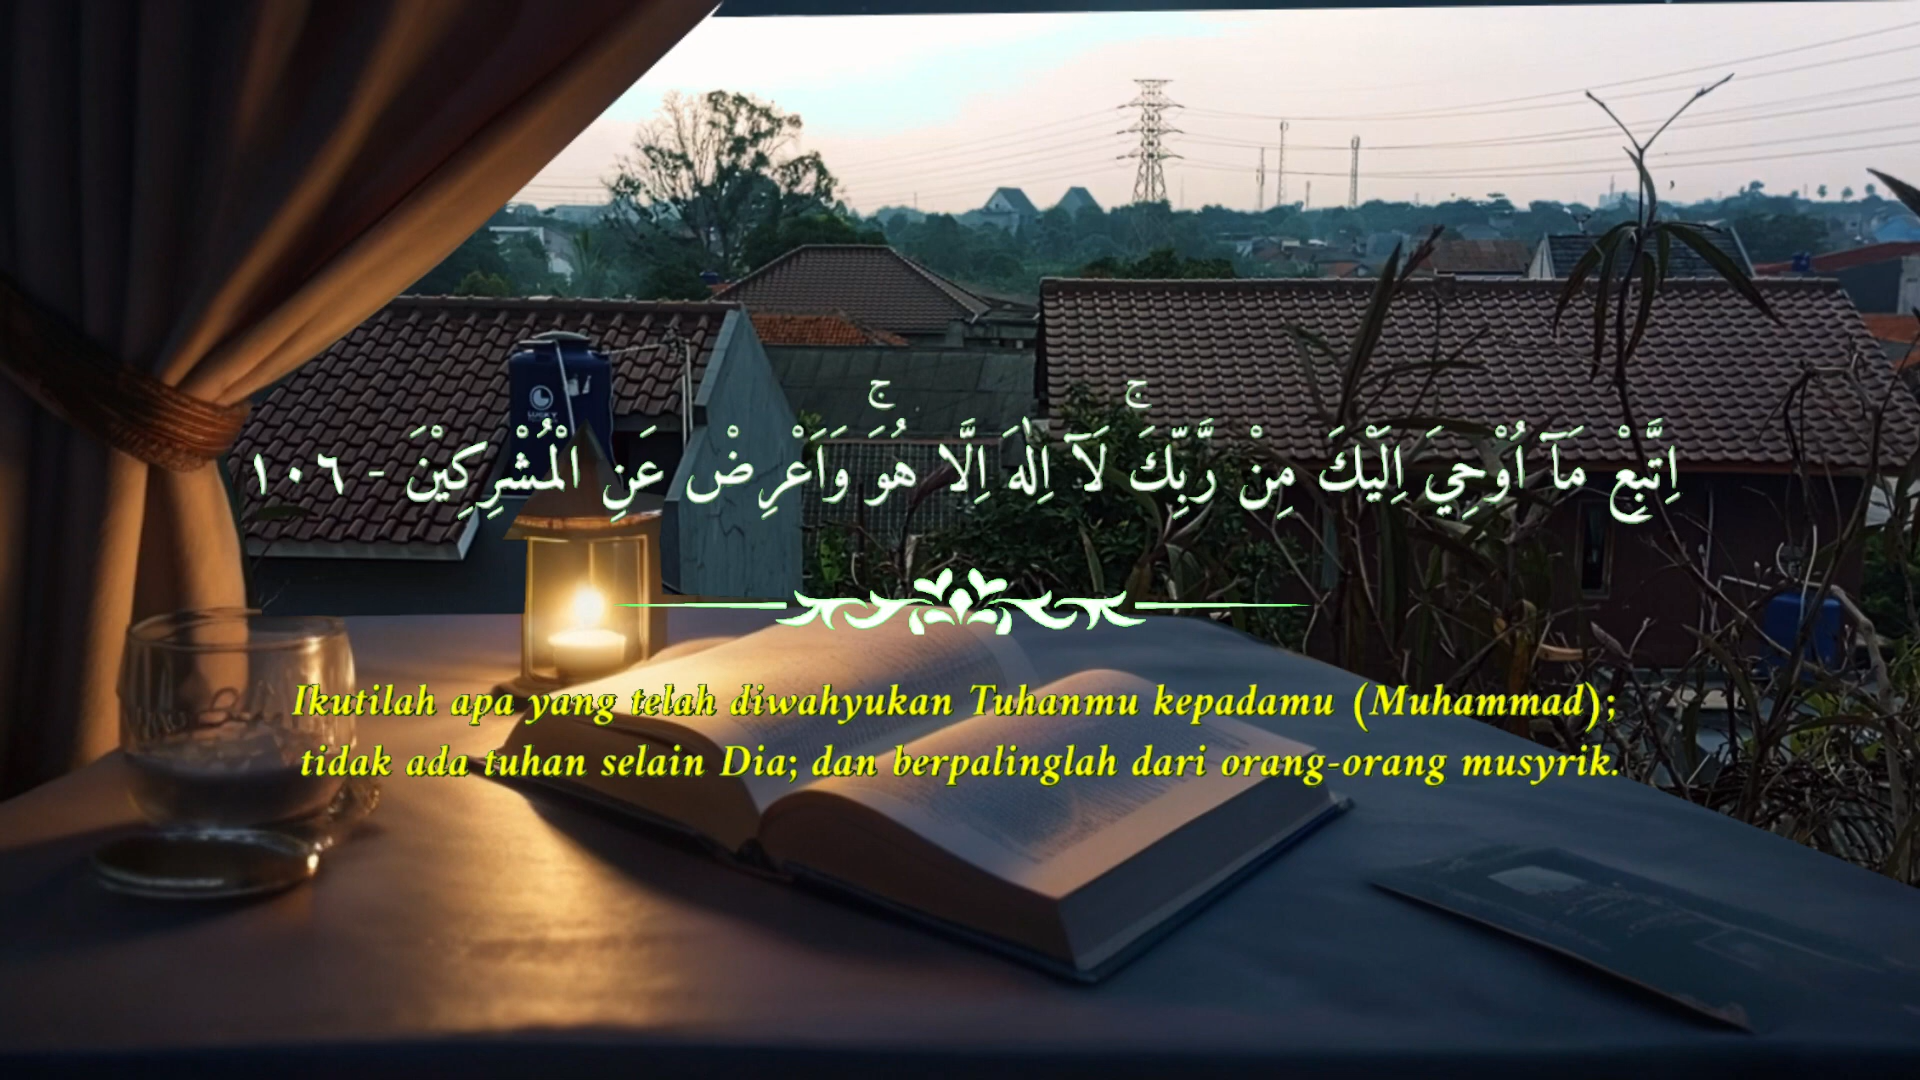 اِتَّبِعْ مَآ اُوْحِيَ اِلَيْكَ مِنْ رَّبِّكَۚ لَآ اِلٰهَ اِلَّا هُوَۚ وَاَعْرِضْ عَنِ الْمُشْرِكِيْنَ - ١٠٦
Ikutilah apa yang telah diwahyukan Tuhanmu kepadamu (Muhammad);
tidak ada tuhan selain Dia; dan berpalinglah dari orang-orang musyrik.